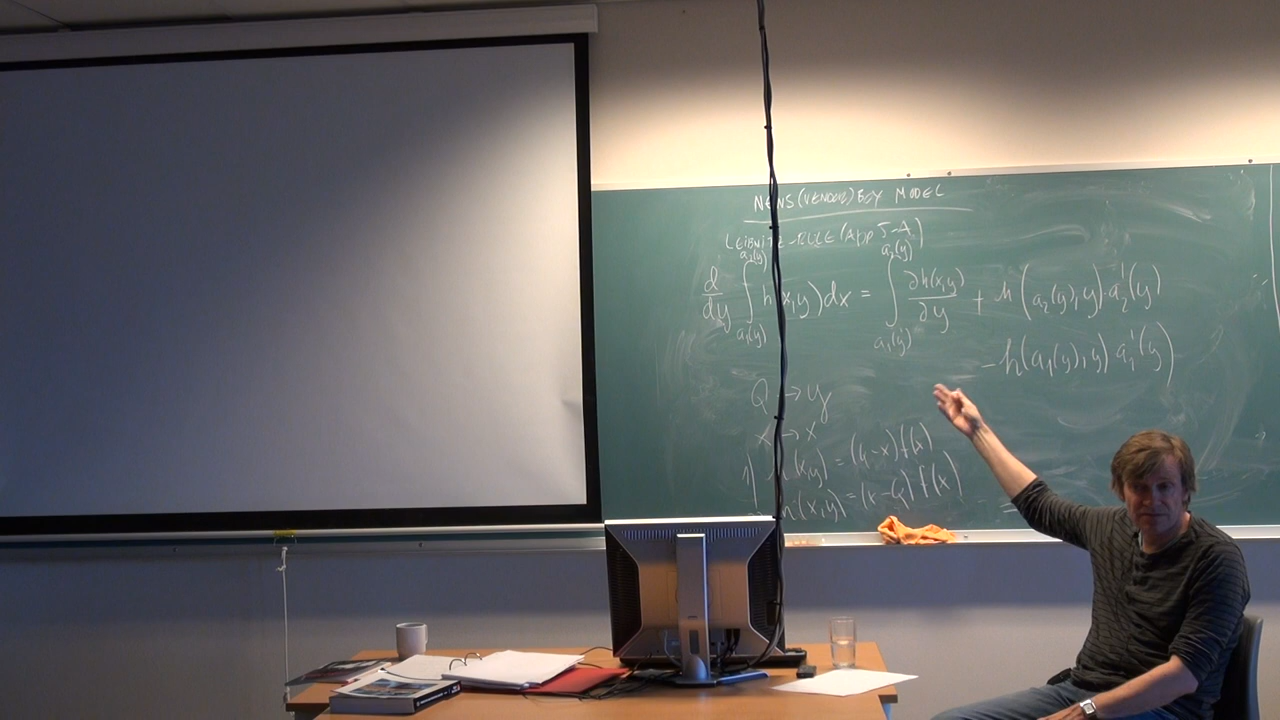 NEWS(VENDOR)BOY MODEL
LEIBNITZ-RULE (APP 5-A)
d/dy ∫_{a₁(y)}^{a₂(y)} h(x,y)dx = ∫_{a₁(y)}^{a₂(y)} ∂h(x,y)/∂y + h(a₂(y),y)·a₂'(y)
-h(a₁(y),y) a₁'(y)
Q → y
x → x
1) h(x,y) = (y-x)f(x)
h(x,y) = (x-y)f(x)